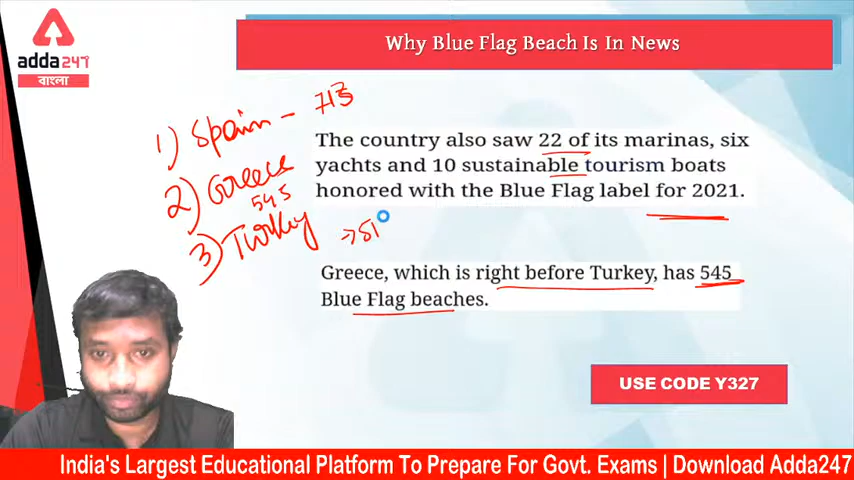 Why Blue Flag Beach Is In News
adda247
বাংলা
1) Spain - 713
2) Greece
545
3) Turkey
The country also saw 22 of its marinas, six
yachts and 10 sustainable tourism boats
honored with the Blue Flag label for 2021.
Greece, which is right before Turkey, has 545
Blue Flag beaches.
USE CODE Y327
India's Largest Educational Platform To Prepare For Govt. Exams | Download Adda247